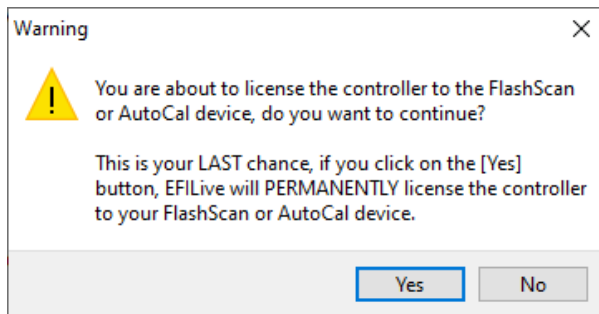 Warning
You are about to license the controller to the FlashScan
or AutoCal device, do you want to continue?
This is your LAST chance, if you click on the [Yes]
button, EFILive will PERMANENTLY license the controller
to your FlashScan or AutoCal device.
Yes No